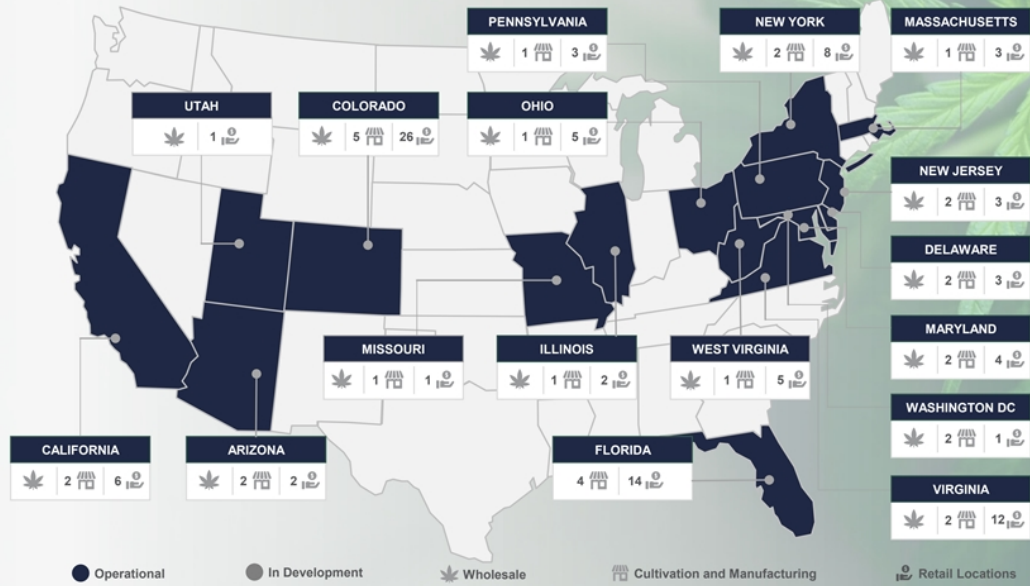 PENNSYLVANIA
1 3
NEW YORK
2 8
MASSACHUSETTS
1 3
UTAH
1
COLORADO
5 26
OHIO
1 5
NEW JERSEY
2 3
DELAWARE
2 3
MARYLAND
2 4
MISSOURI
1 1
ILLINOIS
1 2
WEST VIRGINIA
1 5
WASHINGTON DC
2 1
CALIFORNIA
2 6
ARIZONA
2 2
FLORIDA
4 14
VIRGINIA
2 12
Operational
In Development
Wholesale
Cultivation and Manufacturing
Retail Locations